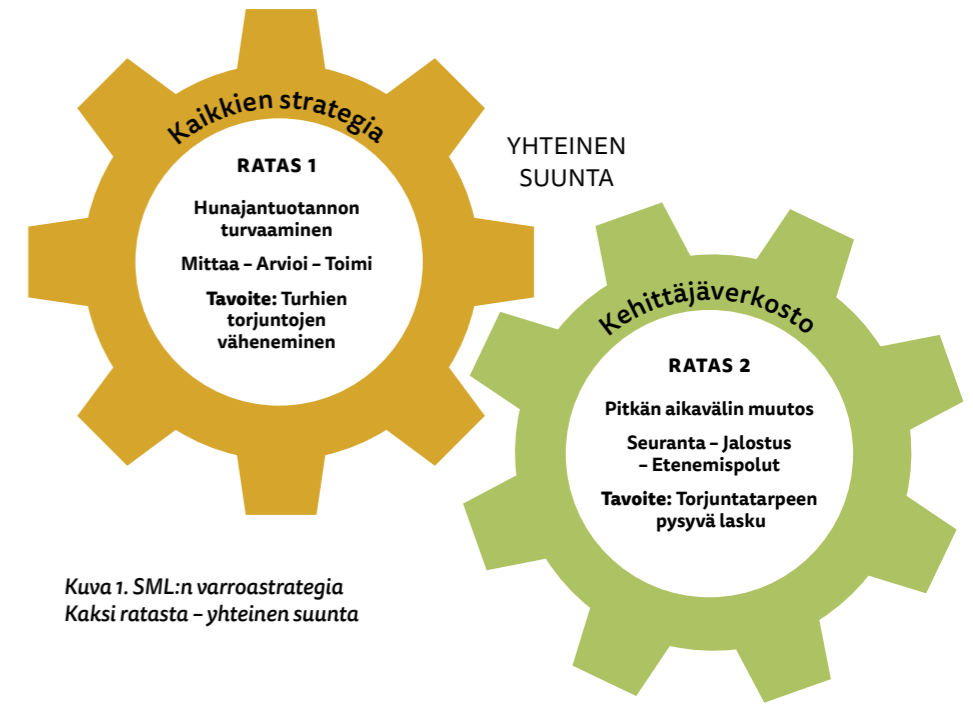 Kaikkien strategia
RATAS 1
Hunajantuotannon
turvaaminen
Mittaa – Arvioi – Toimi
Tavoite: Turhien
torjuntojen
väheneminen
YHTEINEN
SUUNTA
Kehittäjäverkosto
RATAS 2
Pitkän aikavälin muutos
Seuranta – Jalostus
– Etenemispolut
Tavoite: Torjuntatarpeen
pysyvä lasku
Kuva 1. SML:n varroastrategia
Kaksi ratasta – yhteinen suunta